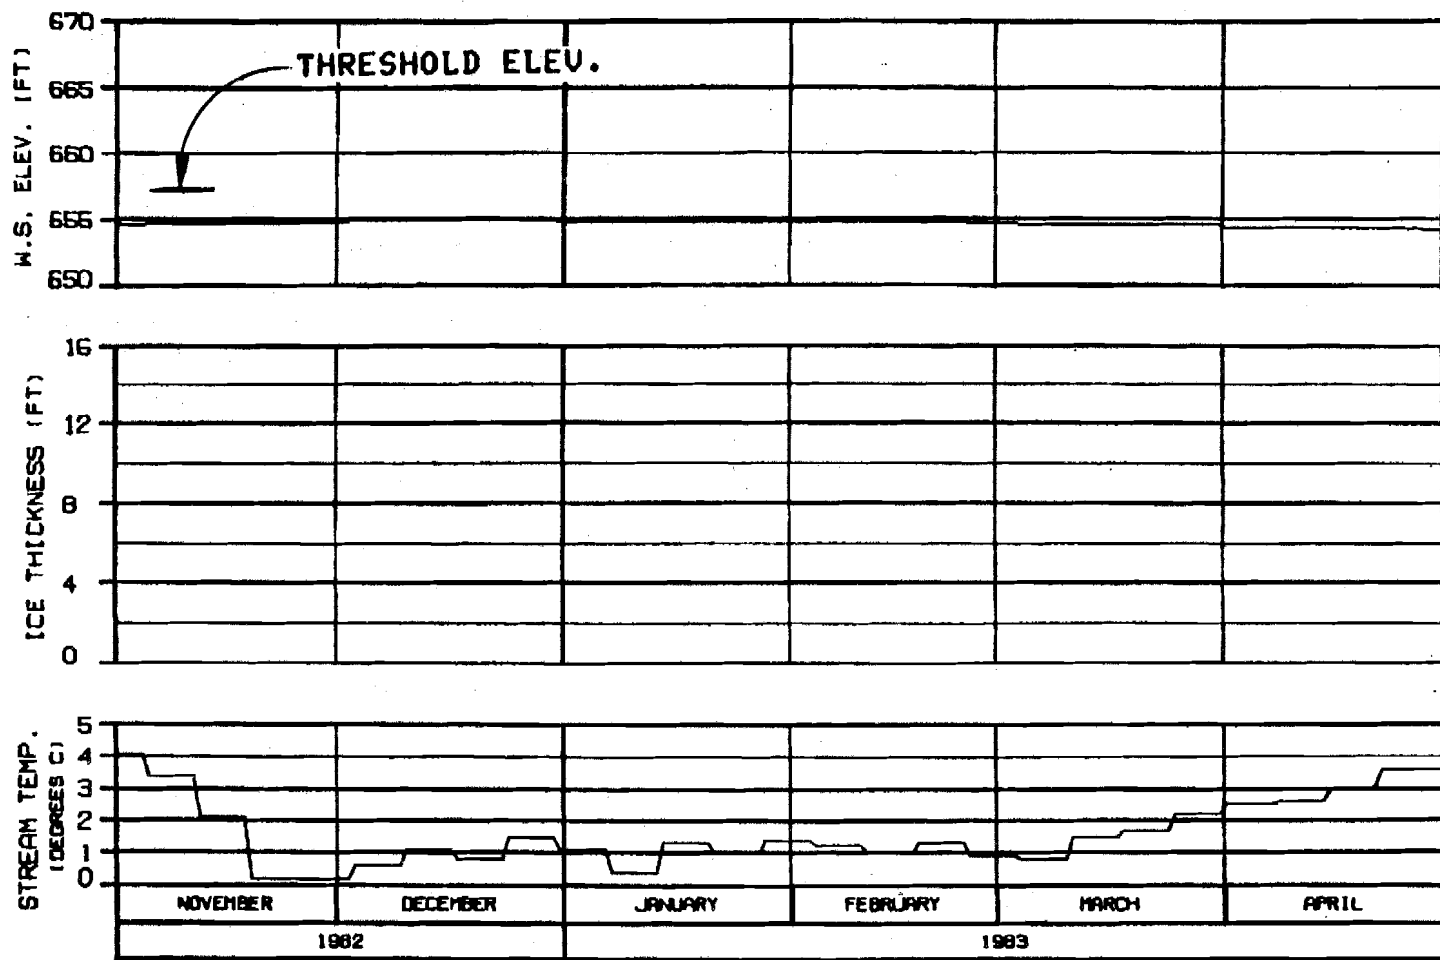 W.S. ELEV. (FT)
670
665
660
655
650
THRESHOLD ELEV.
ICE THICKNESS (FT)
16
12
8
4
0
STREAM TEMP.
(DEGREES C)
5
4
3
2
1
0
NOVEMBER DECEMBER JANUARY FEBRUARY MARCH APRIL
1982 1983